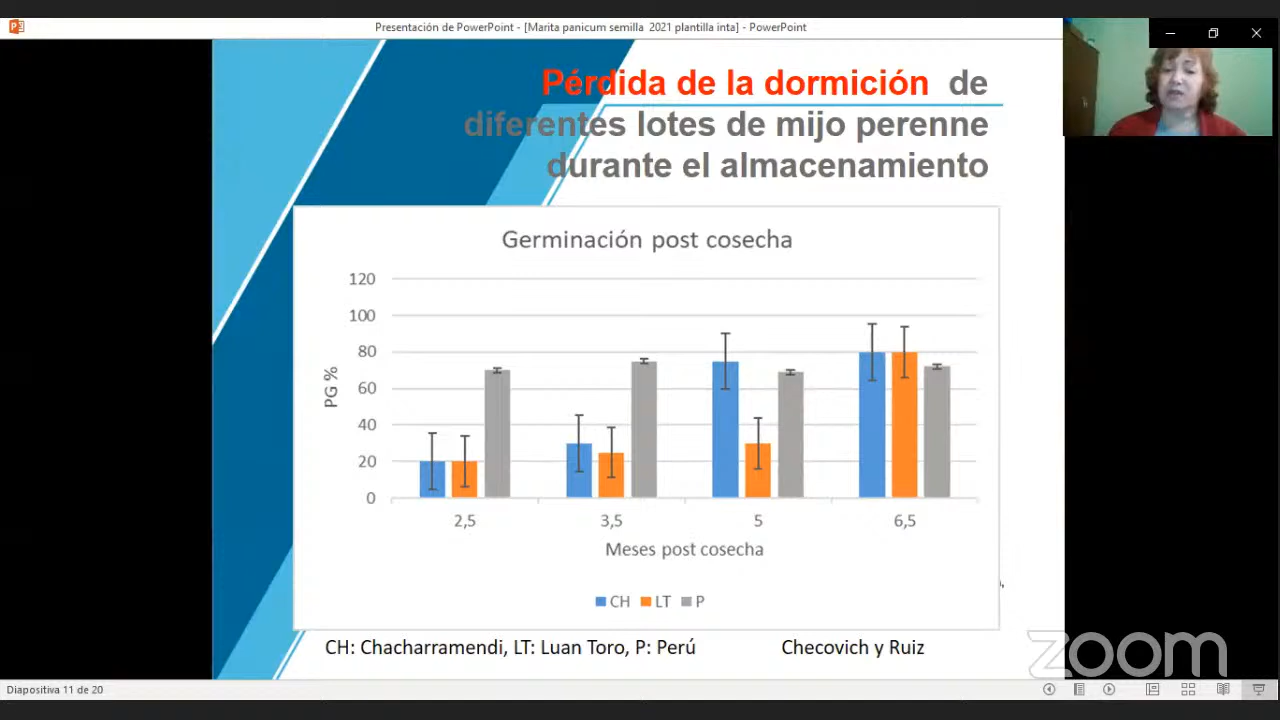 Presentación de PowerPoint - [Marita panicum semilla 2021 plantilla inta] - PowerPoint
Pérdida de la dormición de
diferentes lotes de mijo perenne
durante el almacenamiento
Germinación post cosecha
120
100
80
60
40
20
0
PG %
2,5 3,5 5 6,5
Meses post cosecha
CH LT P
CH: Chacharramendi, LT: Luan Toro, P: Perú Checovich y Ruiz
zoom
Diapositiva 11 de 20